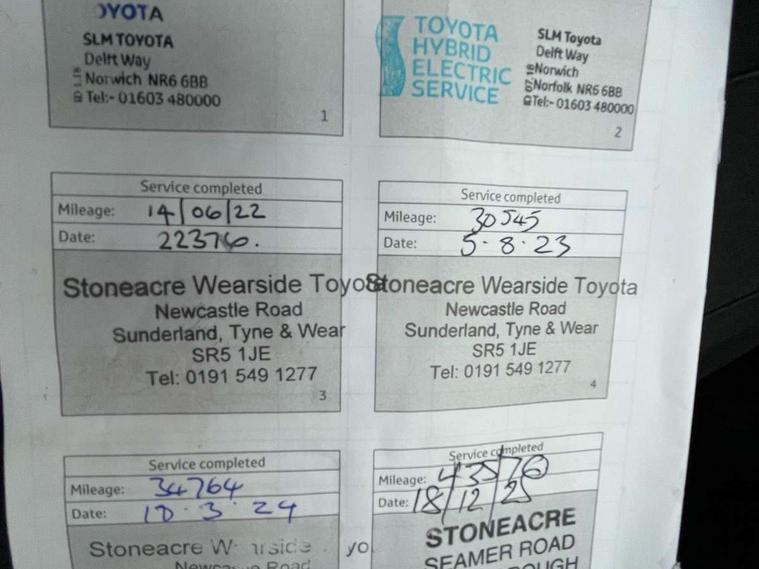 OYOTA
SLM TOYOTA
Delft Way
Norwich NR6 6BB
Tel:- 01603 480000
1
TOYOTA
HYBRID
ELECTRIC
SERVICE
SLM Toyota
Delft Way
Norwich
Norfolk NR6 6BB
Tel:- 01603 480000
2
Service completed
Mileage: 14/06/22
Date: 22376.
Stoneacre Wearside Toyota
Newcastle Road
Sunderland, Tyne & Wear
SR5 1JE
Tel: 0191 549 1277
3
Service completed
Mileage: 30545
Date: 5.8.23
Stoneacre Wearside Toyota
Newcastle Road
Sunderland, Tyne & Wear
SR5 1JE
Tel: 0191 549 1277
4
Service completed
Mileage: 34764
Date: 10.3.24
Stoneacre
Road
Service completed
Mileage: 43576
Date: 18/12/25
STONEACRE
SEAMER ROAD
OUGH